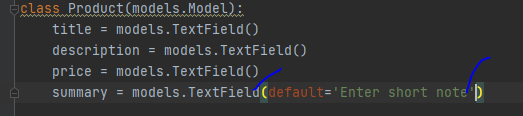 class Product(models.Model):
    title = models.TextField()
    description = models.TextField()
    price = models.TextField()
    summary = models.TextField(default='Enter short note')